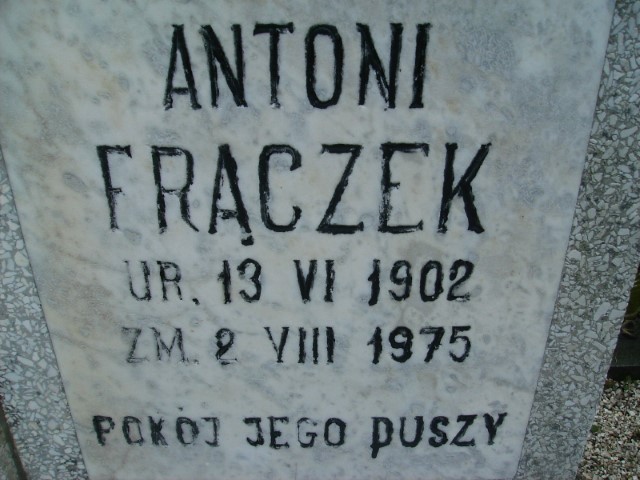 ANTONI
FRĄCZEK
UR. 13 VI 1902
ZM. 2 VIII 1975
POKÓJ JEGO DUSZY